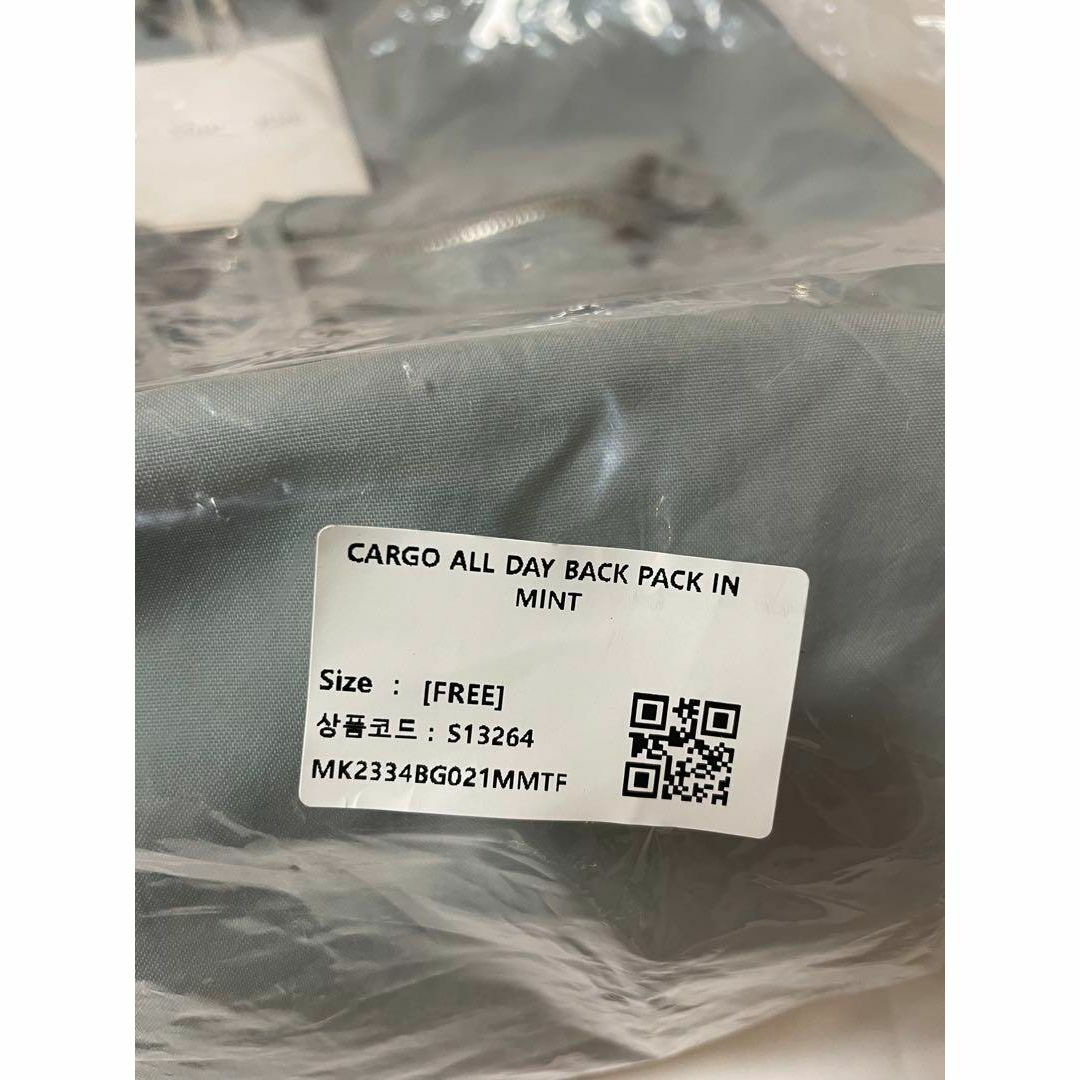 CARGO ALL DAY BACK PACK IN
MINT
Size : [FREE]
상품코드 : S13264
MK2334BG021MMTF